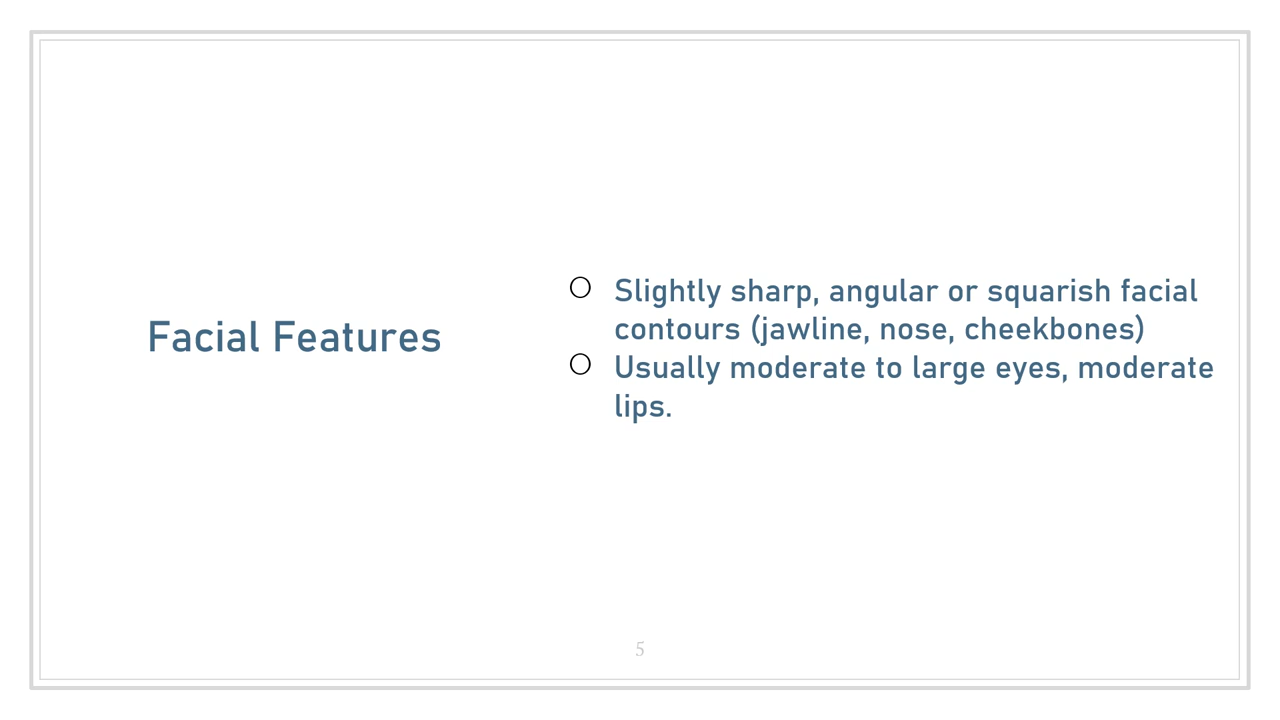 Facial Features
○ Slightly sharp, angular or squarish facial
contours (jawline, nose, cheekbones)
○ Usually moderate to large eyes, moderate
lips.
5